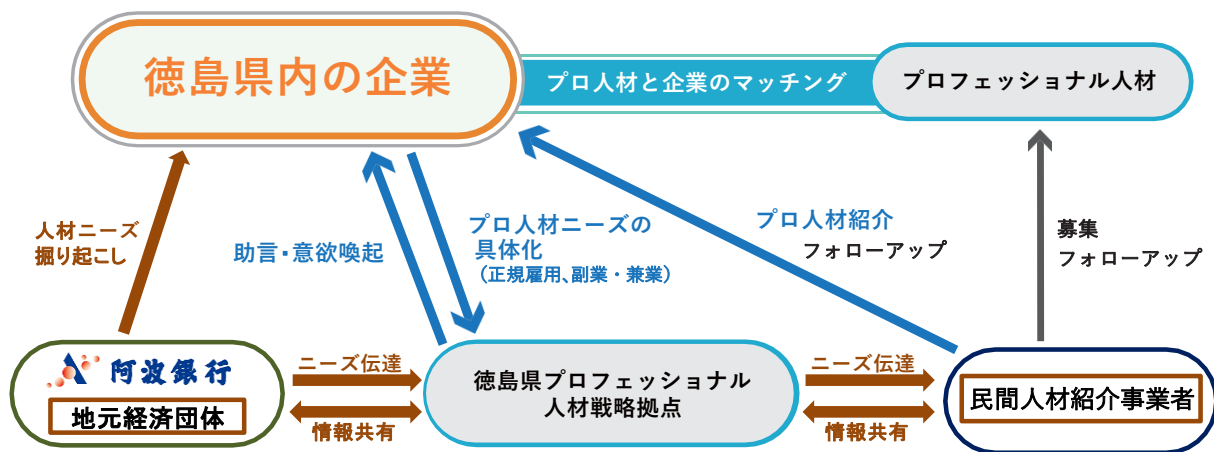 徳島県内の企業
プロ人材と企業のマッチング
プロフェッショナル人材
人材ニーズ
掘り起こし
助言・意欲喚起
プロ人材ニーズの
具体化
（正規雇用、副業・兼業）
プロ人材紹介
フォローアップ
募集
フォローアップ
阿波銀行
地元経済団体
ニーズ伝達
情報共有
徳島県プロフェッショナル
人材戦略拠点
ニーズ伝達
情報共有
民間人材紹介事業者